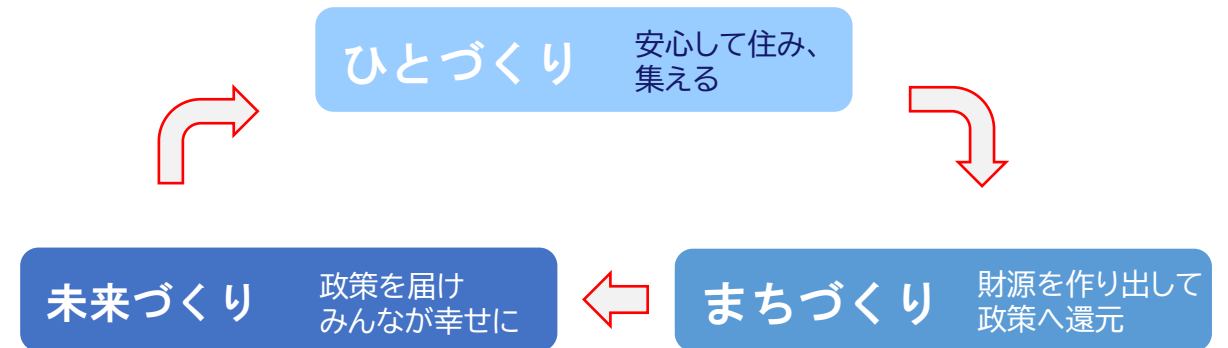 ひとづくり
安心して住み、
集える
未来づくり
政策を届け
みんなが幸せに
まちづくり
財源を作り出して
政策へ還元